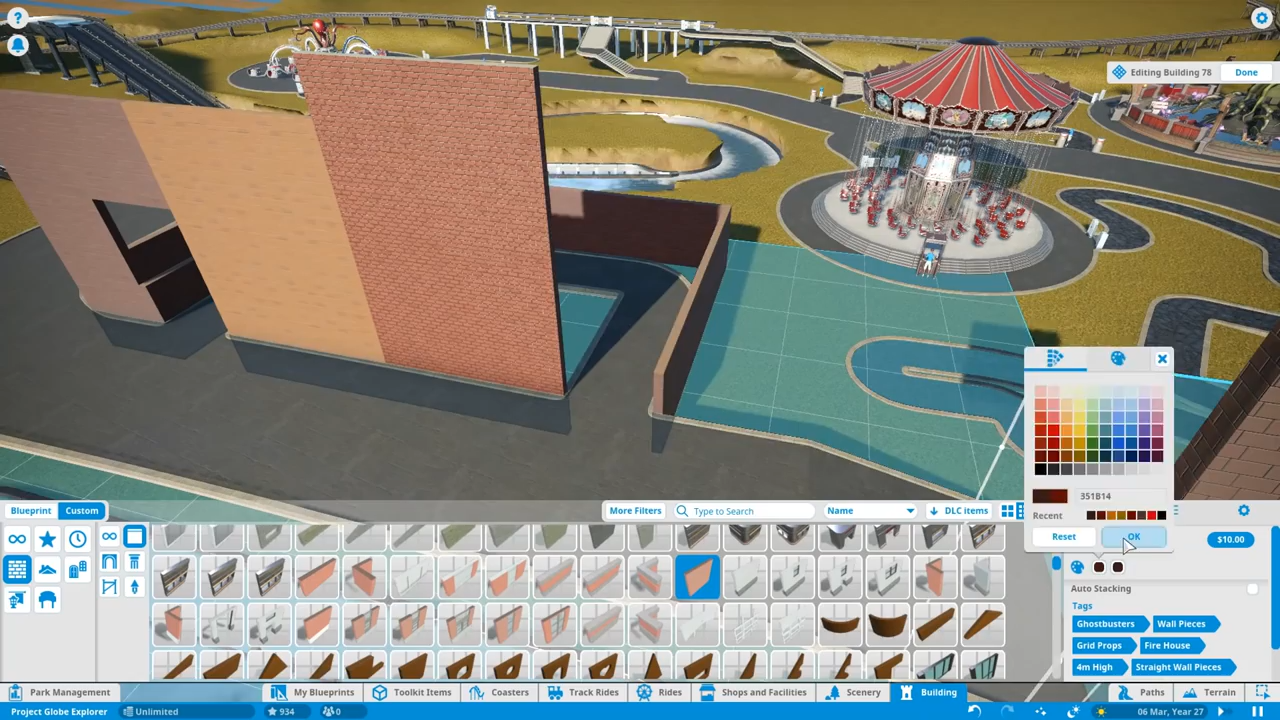 ?
Editing Building 78
Done
351B14
Recent
Reset
OK
Blueprint
Custom
More Filters
Type to Search
Name
DLC items
$10.00
Auto Stacking
Tags
Ghostbusters
Wall Pieces
Grid Props
Fire House
4m High
Straight Wall Pieces
Park Management
My Blueprints
Toolkit Items
Coasters
Track Rides
Rides
Shops and Facilities
Scenery
Building
Paths
Terrain
Project Globe Explorer
Unlimited
934
0
06 Mar, Year 27